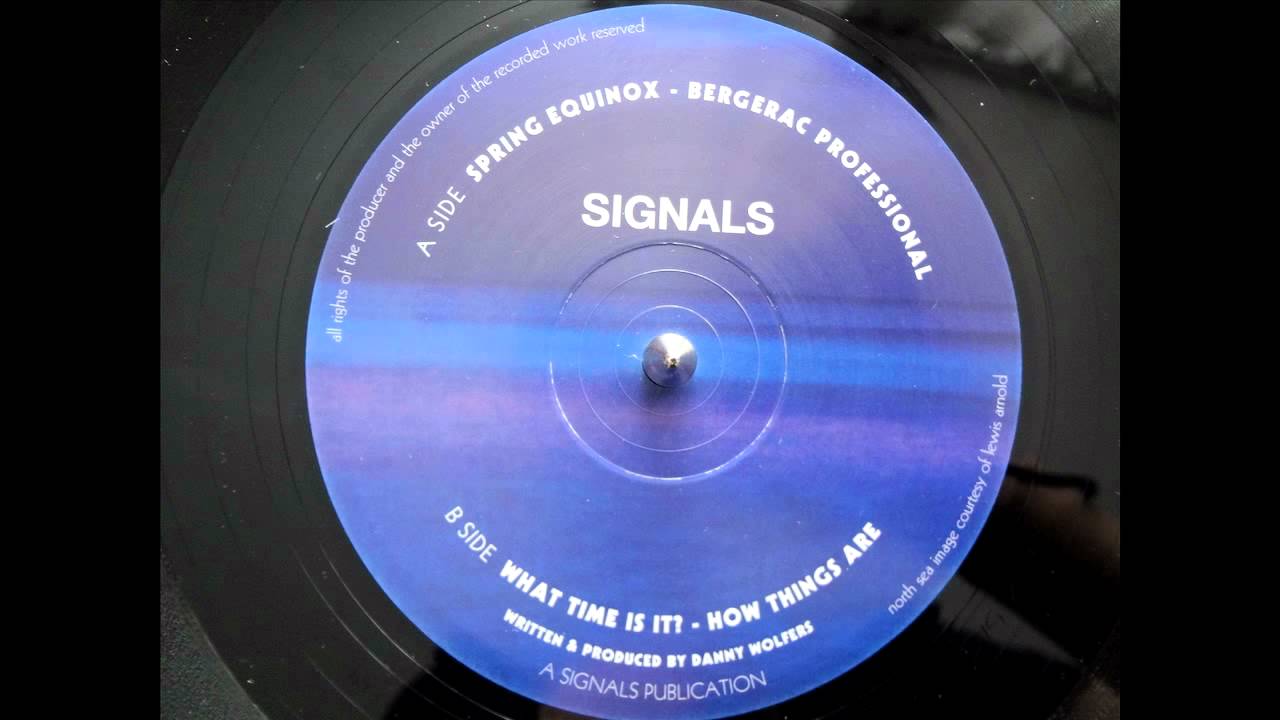 all rights of the producer and the owner of the recorded work reserved
A SIDE SPRING EQUINOX - BERGERAC PROFESSIONAL
SIGNALS
north sea image courtesy of lewis arnold
B SIDE WHAT TIME IS IT? - HOW THINGS ARE
WRITTEN & PRODUCED BY DANNY WOLFERS
A SIGNALS PUBLICATION